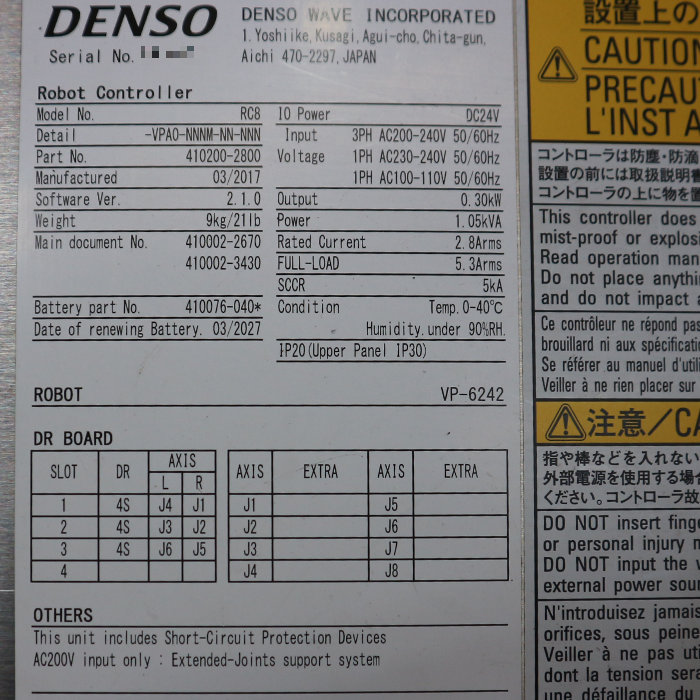 DENSO
DENSO WAVE INCORPORATED
1. Yoshiike, Kusagi, Agui-cho, Chita-gun,
Serial No.
Aichi 470-2297, JAPAN
Robot Controller
Model No. RC8
Detail -VPA0-NNNM-NN-NNN
Part No. 410200-2800
Manufactured 03/2017
Software Ver. 2.1.0
Weight 9kg/21lb
Main document No. 410002-2670
410002-3430
Battery part No. 410076-040*
Date of renewing Battery. 03/2027
IO Power DC24V
Input 3PH AC200-240V 50/60Hz
Voltage 1PH AC230-240V 50/60Hz
1PH AC100-110V 50/60Hz
Output 0.30kW
Power 1.05kVA
Rated Current 2.8Arms
FULL-LOAD 5.3Arms
SCCR 5kA
Condition Temp. 0-40℃
Humidity. under 90%RH.
IP20(Upper Panel IP30)
ROBOT VP-6242
DR BOARD
SLOT DR AXIS
L R
1 4S J4 J1
2 4S J3 J2
3 4S J6 J5
4
AXIS EXTRA AXIS EXTRA
J1 J5
J2 J6
J3 J7
J4 J8
OTHERS
This unit includes Short-Circuit Protection Devices
AC200V input only : Extended-Joints support system
設置上の
CAUTION
PRECAU
L'INST A
コントローラは防塵・防滴
設置の前には取扱説明書
コントローラの上に物を置
This controller does
mist-proof or explosi
Read operation man
Do not place anythi
and do not impact a
Ce contrôleur ne répond pas
brouillard ni aux spécificatio
Se référer au manuel d'utili
Veiller à ne rien placer sur
注意/CA
指や棒などを入れない
外部電源を使用する場合
ください。コントローラ故
DO NOT insert finge
or personal injury m
DO NOT input the v
external power sour
N'introduisez jamais
orifices, sous peine
Veiller à ne pas uti
dont la tension sera
une défaillance du